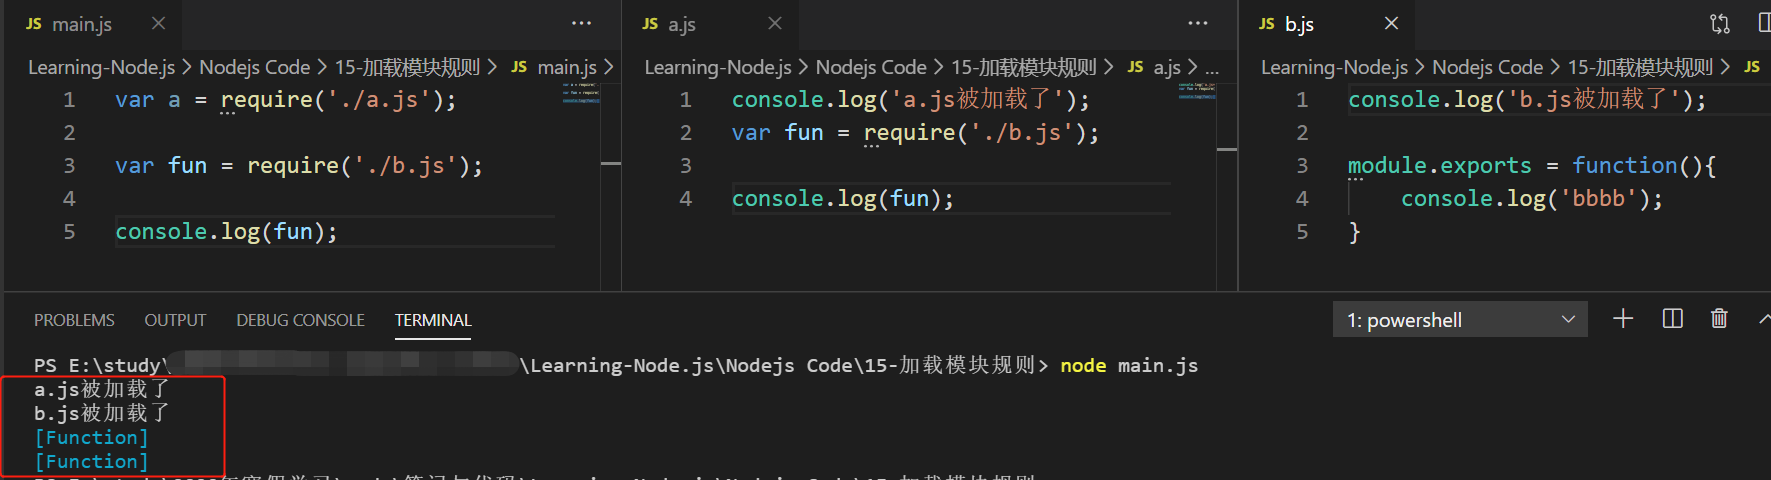 JS main.js × ···
Learning-Node.js > Nodejs Code > 15-加载模块规则 > JS main.js >
1 var a = require('./a.js');
2
3 var fun = require('./b.js');
4
5 console.log(fun);
JS a.js × ···
Learning-Node.js > Nodejs Code > 15-加载模块规则 > JS a.js > ...
1 console.log('a.js被加载了');
2 var fun = require('./b.js');
3
4 console.log(fun);
JS b.js ×
Learning-Node.js > Nodejs Code > 15-加载模块规则 > JS
1 console.log('b.js被加载了');
2
3 module.exports = function(){
4 console.log('bbbb');
5 }
PROBLEMS OUTPUT DEBUG CONSOLE TERMINAL 1: powershell
PS E:\study\ \Learning-Node.js\Nodejs Code\15-加载模块规则> node main.js
a.js被加载了
b.js被加载了
[Function]
[Function]